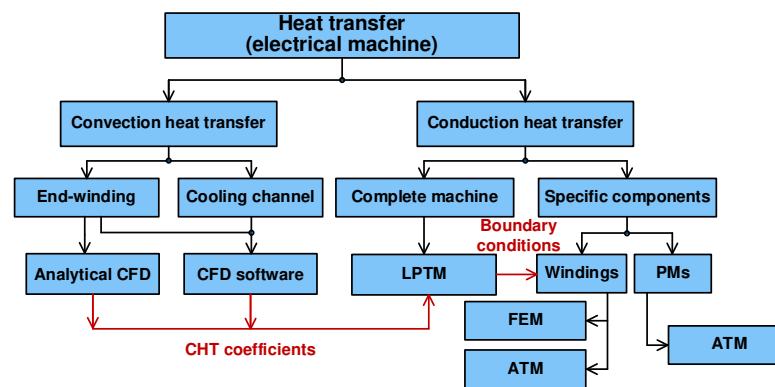 Heat transfer
(electrical machine)
Convection heat transfer
Conduction heat transfer
End-winding
Cooling channel
Complete machine
Specific components
Boundary
conditions
Analytical CFD
CFD software
LPTM
Windings
PMs
FEM
ATM
ATM
CHT coefficients